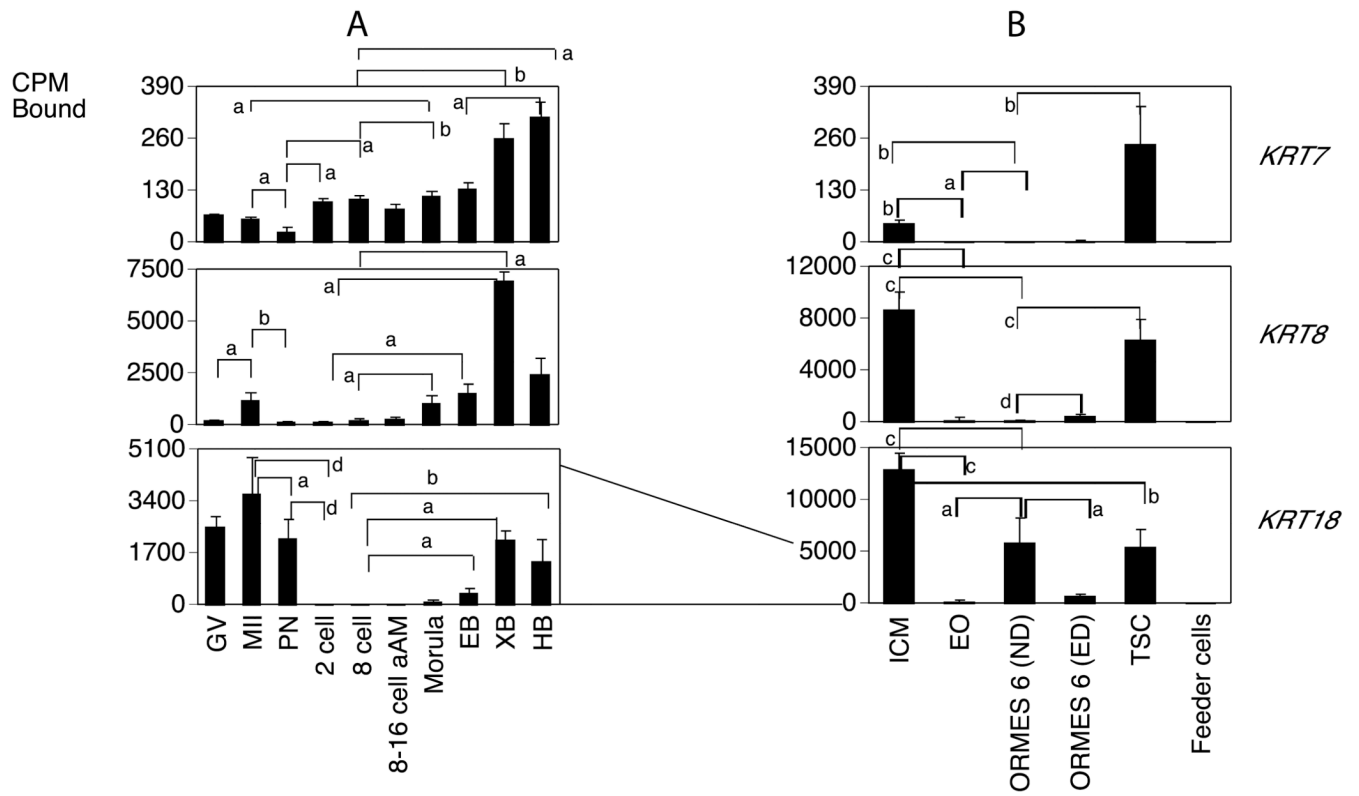 A
B
CPM
Bound
a
b
390
a
a
b
a
a
a
b
260
130
0
390
b
b
a
b
260
130
0
KRT7
a
a
7500
b
a
a
a
5000
2500
0
c
c
c
d
12000
8000
4000
0
KRT8
5100
d
a
d
b
a
a
3400
1700
0
c
c
b
a
a
15000
10000
5000
0
KRT18
GV
MII
PN
2 cell
8 cell
8-16 cell aAM
Morula
EB
XB
HB
ICM
EO
ORMES 6 (ND)
ORMES 6 (ED)
TSC
Feeder cells